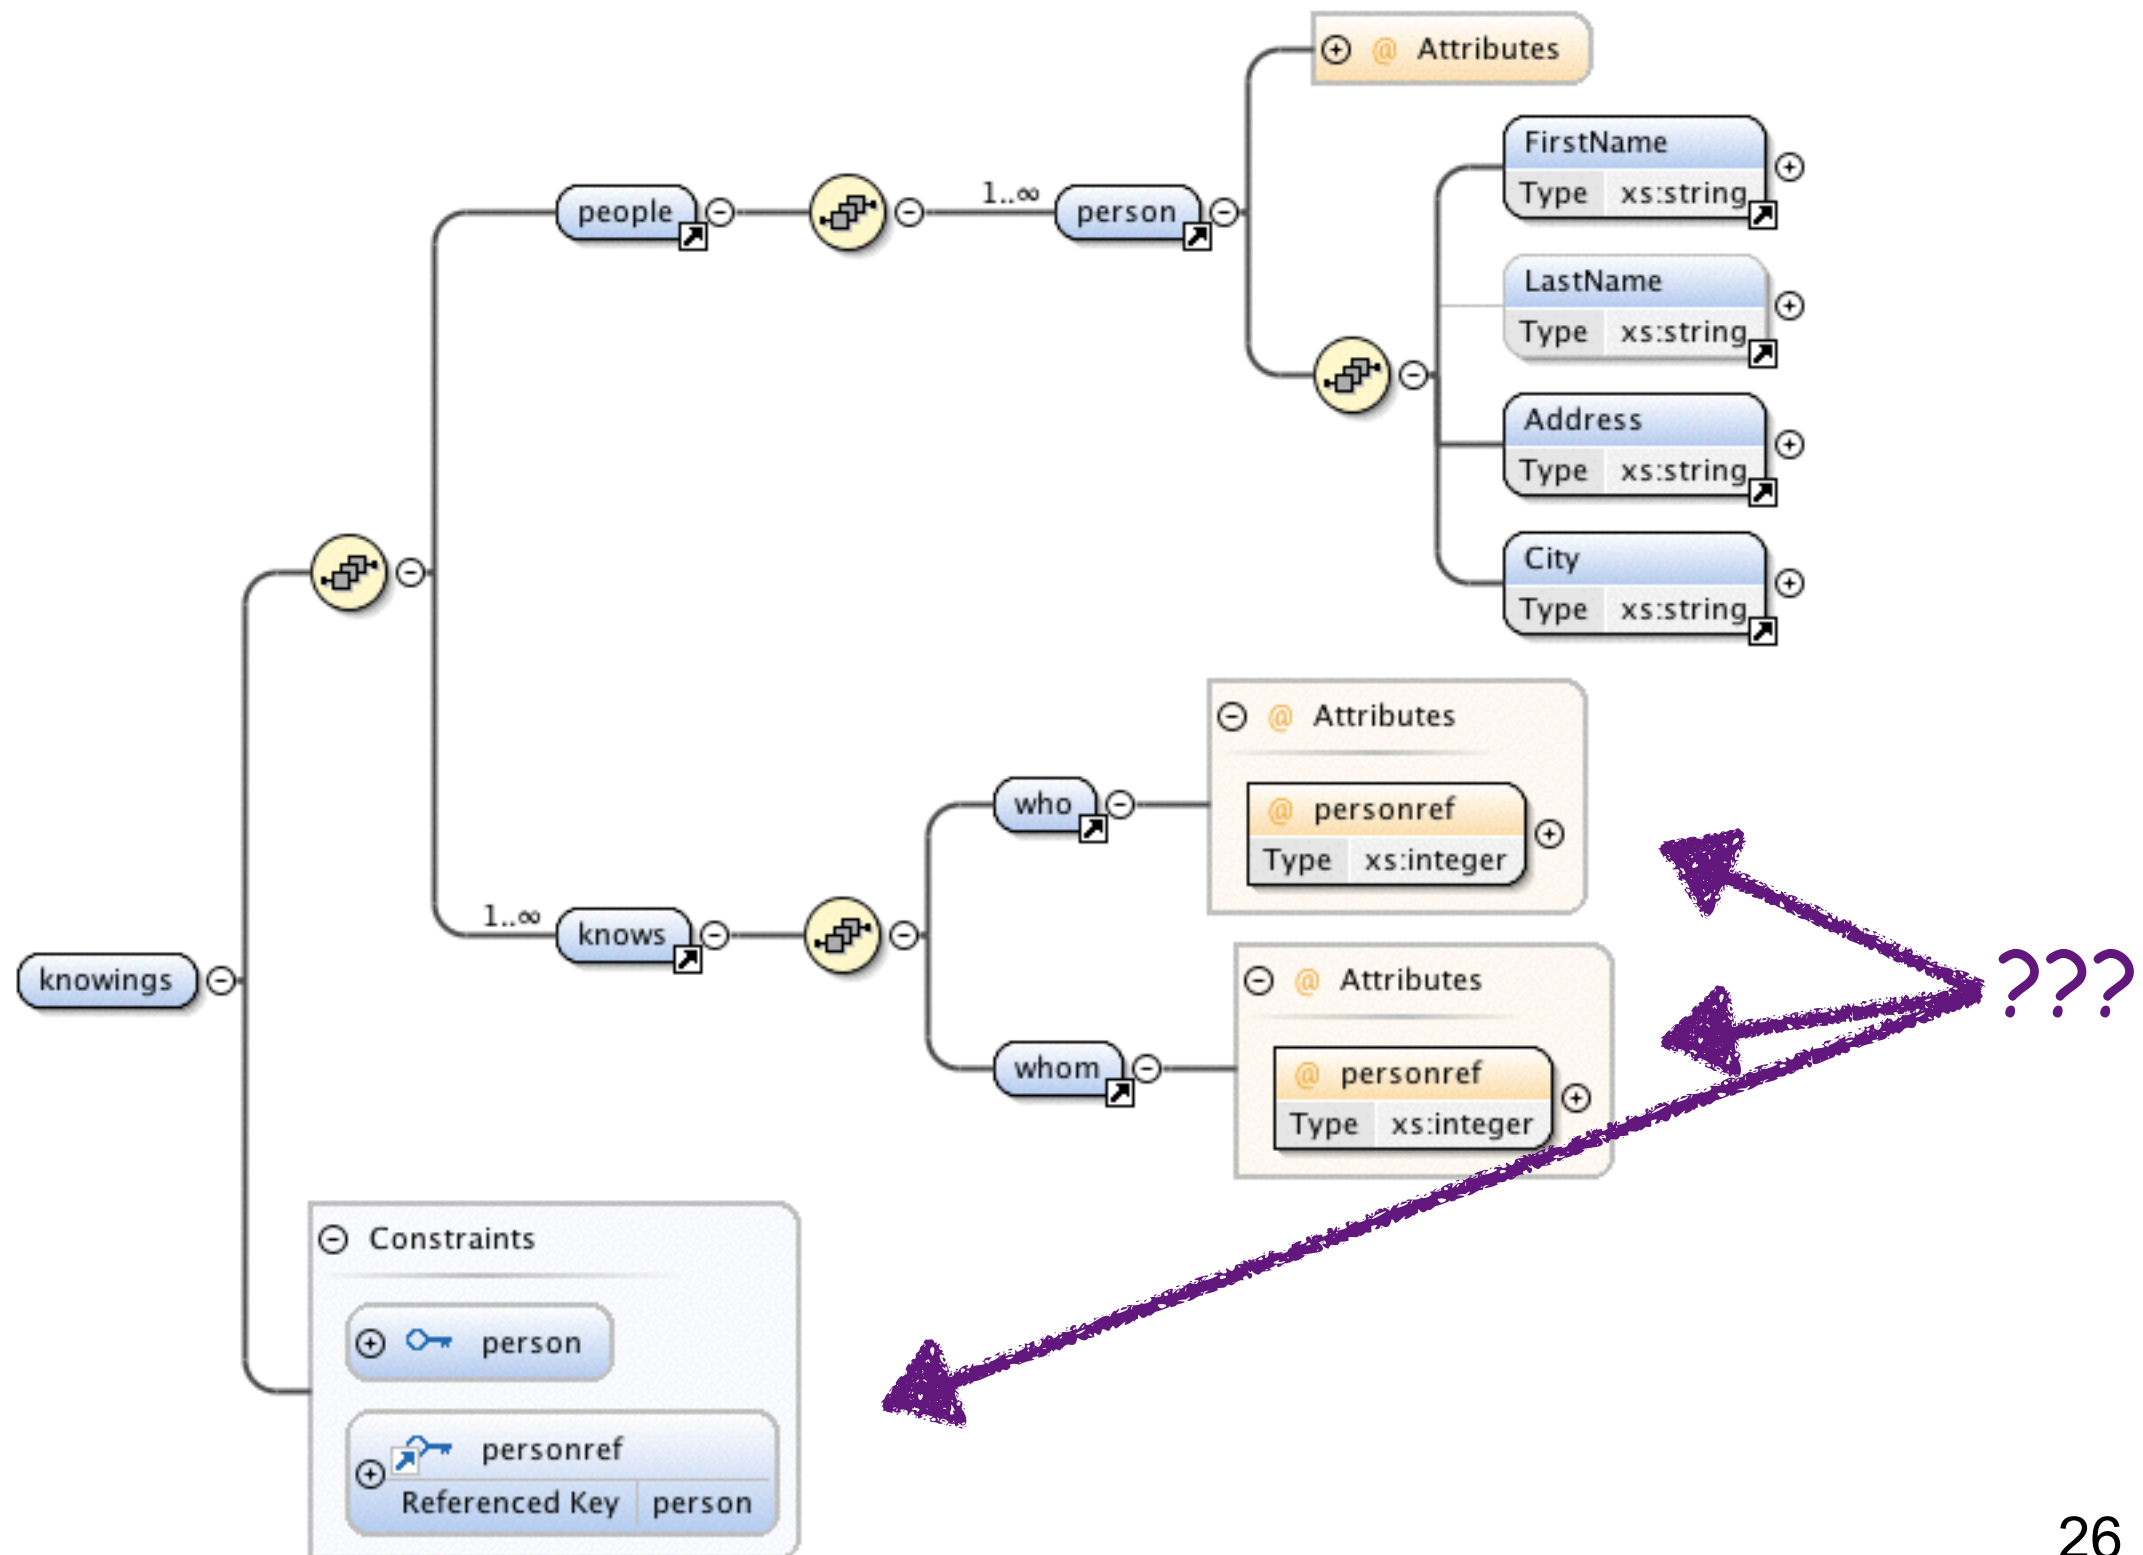 @ Attributes
FirstName
Type xs:string
1..∞
people
person
LastName
Type xs:string
Address
Type xs:string
City
Type xs:string
@ Attributes
who
@ personref
Type xs:integer
1..∞
knows
knowings
@ Attributes
???
whom
@ personref
Type xs:integer
Constraints
person
personref
Referenced Key person
26